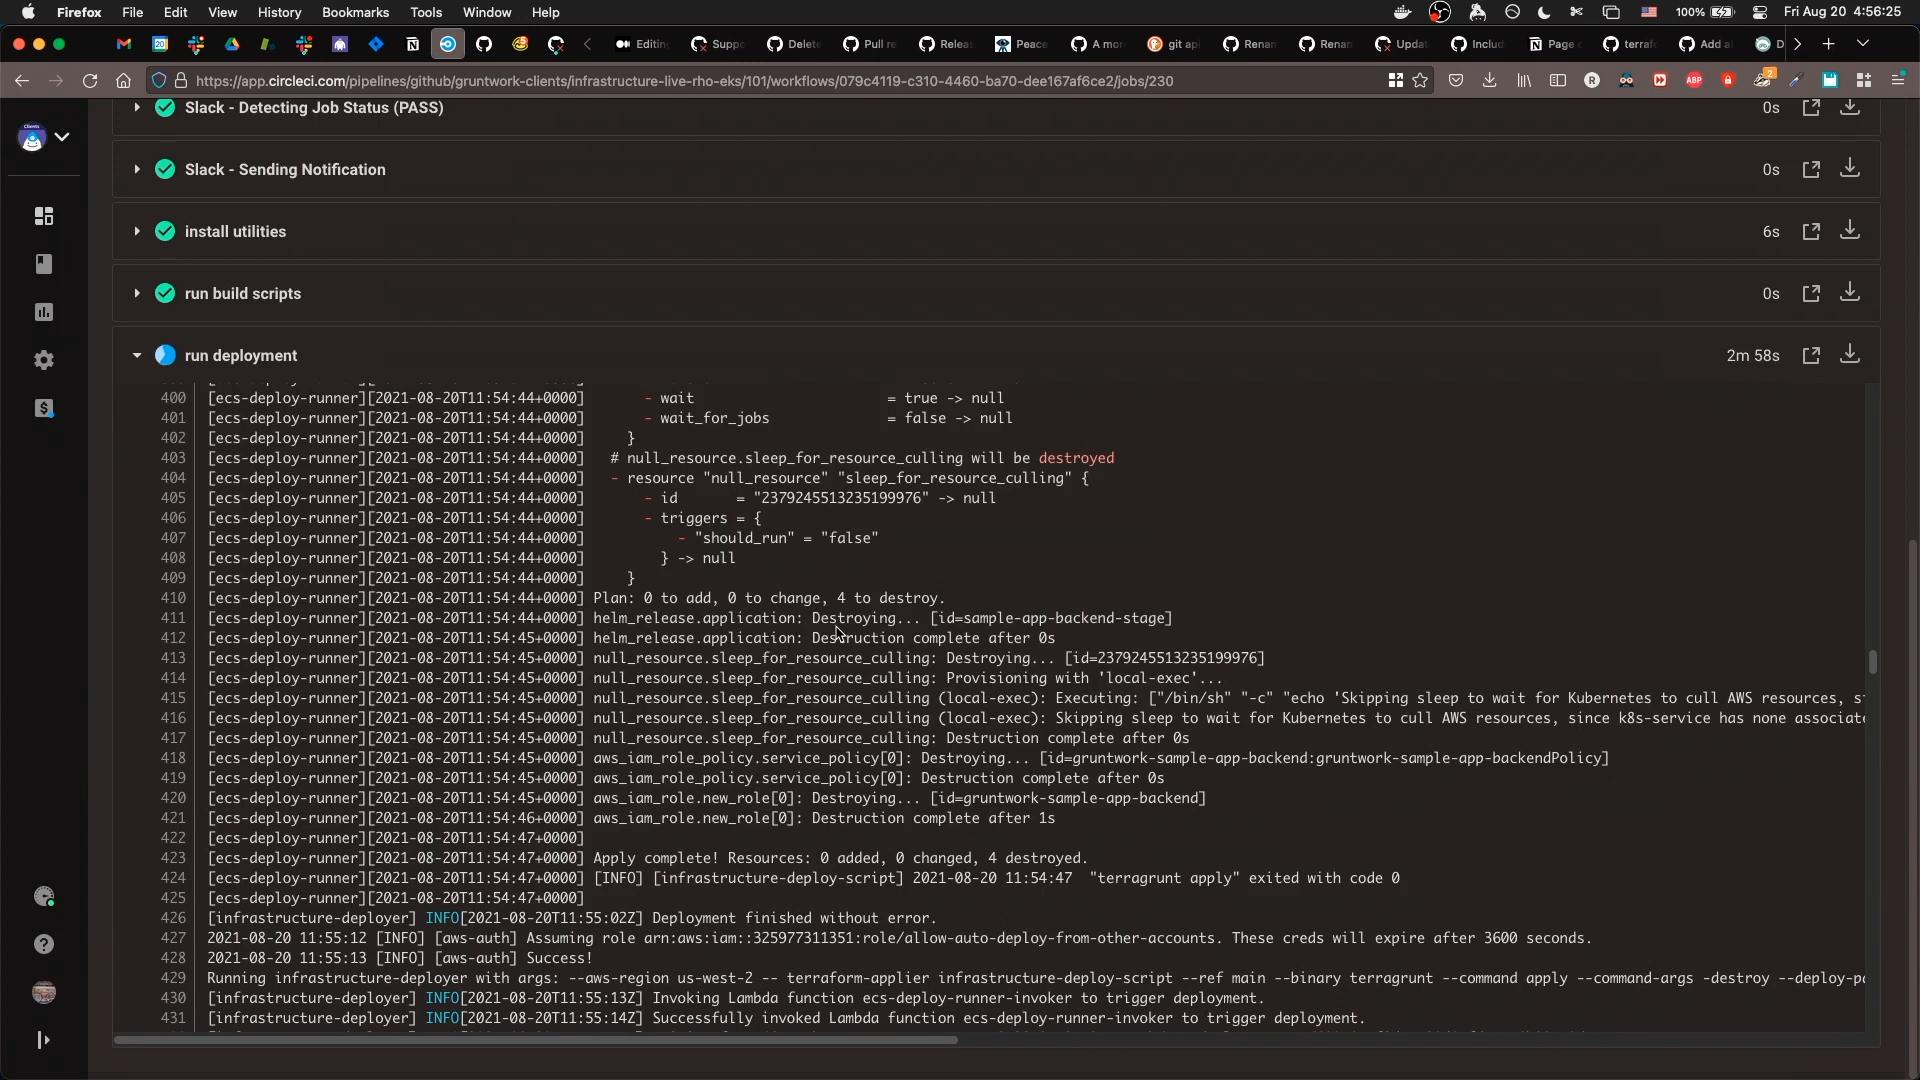 Firefox File Edit View History Bookmarks Tools Window Help 100% Fri Aug 20 4:56:25
20 Editin Suppo Delete Pull re Relea Peace A mor git api Renan Renan Updat Includ Page terraf Add a D
https://app.circleci.com/pipelines/github/gruntwork-clients/infrastructure-live-rho-eks/101/workflows/079c4119-c310-4460-ba70-dee167af6ce2/jobs/230 R ABP 2
Clients
Slack - Detecting Job Status (PASS) 0s
Slack - Sending Notification 0s
install utilities 6s
run build scripts 0s
run deployment 2m 58s
400 [ecs-deploy-runner][2021-08-20T11:54:44+0000] - wait = true -> null
401 [ecs-deploy-runner][2021-08-20T11:54:44+0000] - wait_for_jobs = false -> null
402 [ecs-deploy-runner][2021-08-20T11:54:44+0000] }
403 [ecs-deploy-runner][2021-08-20T11:54:44+0000] # null_resource.sleep_for_resource_culling will be destroyed
404 [ecs-deploy-runner][2021-08-20T11:54:44+0000] - resource "null_resource" "sleep_for_resource_culling" {
405 [ecs-deploy-runner][2021-08-20T11:54:44+0000] - id = "2379245513235199976" -> null
406 [ecs-deploy-runner][2021-08-20T11:54:44+0000] - triggers = {
407 [ecs-deploy-runner][2021-08-20T11:54:44+0000] - "should_run" = "false"
408 [ecs-deploy-runner][2021-08-20T11:54:44+0000] } -> null
409 [ecs-deploy-runner][2021-08-20T11:54:44+0000] }
410 [ecs-deploy-runner][2021-08-20T11:54:44+0000] Plan: 0 to add, 0 to change, 4 to destroy.
411 [ecs-deploy-runner][2021-08-20T11:54:44+0000] helm_release.application: Destroying... [id=sample-app-backend-stage]
412 [ecs-deploy-runner][2021-08-20T11:54:45+0000] helm_release.application: Destruction complete after 0s
413 [ecs-deploy-runner][2021-08-20T11:54:45+0000] null_resource.sleep_for_resource_culling: Destroying... [id=2379245513235199976]
414 [ecs-deploy-runner][2021-08-20T11:54:45+0000] null_resource.sleep_for_resource_culling: Provisioning with 'local-exec'...
415 [ecs-deploy-runner][2021-08-20T11:54:45+0000] null_resource.sleep_for_resource_culling (local-exec): Executing: ["/bin/sh" "-c" "echo 'Skipping sleep to wait for Kubernetes to cull AWS resources, s
416 [ecs-deploy-runner][2021-08-20T11:54:45+0000] null_resource.sleep_for_resource_culling (local-exec): Skipping sleep to wait for Kubernetes to cull AWS resources, since k8s-service has none associate
417 [ecs-deploy-runner][2021-08-20T11:54:45+0000] null_resource.sleep_for_resource_culling: Destruction complete after 0s
418 [ecs-deploy-runner][2021-08-20T11:54:45+0000] aws_iam_role_policy.service_policy[0]: Destroying... [id=gruntwork-sample-app-backend:gruntwork-sample-app-backendPolicy]
419 [ecs-deploy-runner][2021-08-20T11:54:45+0000] aws_iam_role_policy.service_policy[0]: Destruction complete after 0s
420 [ecs-deploy-runner][2021-08-20T11:54:45+0000] aws_iam_role.new_role[0]: Destroying... [id=gruntwork-sample-app-backend]
421 [ecs-deploy-runner][2021-08-20T11:54:46+0000] aws_iam_role.new_role[0]: Destruction complete after 1s
422 [ecs-deploy-runner][2021-08-20T11:54:47+0000]
423 [ecs-deploy-runner][2021-08-20T11:54:47+0000] Apply complete! Resources: 0 added, 0 changed, 4 destroyed.
424 [ecs-deploy-runner][2021-08-20T11:54:47+0000] [INFO] [infrastructure-deploy-script] 2021-08-20 11:54:47 "terragrunt apply" exited with code 0
425 [ecs-deploy-runner][2021-08-20T11:54:47+0000]
426 [infrastructure-deployer] INFO[2021-08-20T11:55:02Z] Deployment finished without error.
427 2021-08-20 11:55:12 [INFO] [aws-auth] Assuming role arn:aws:iam::325977311351:role/allow-auto-deploy-from-other-accounts. These creds will expire after 3600 seconds.
428 2021-08-20 11:55:13 [INFO] [aws-auth] Success!
429 Running infrastructure-deployer with args: --aws-region us-west-2 -- terraform-applier infrastructure-deploy-script --ref main --binary terragrunt --command apply --command-args -destroy --deploy-pa
430 [infrastructure-deployer] INFO[2021-08-20T11:55:13Z] Invoking Lambda function ecs-deploy-runner-invoker to trigger deployment.
431 [infrastructure-deployer] INFO[2021-08-20T11:55:14Z] Successfully invoked Lambda function ecs-deploy-runner-invoker to trigger deployment.